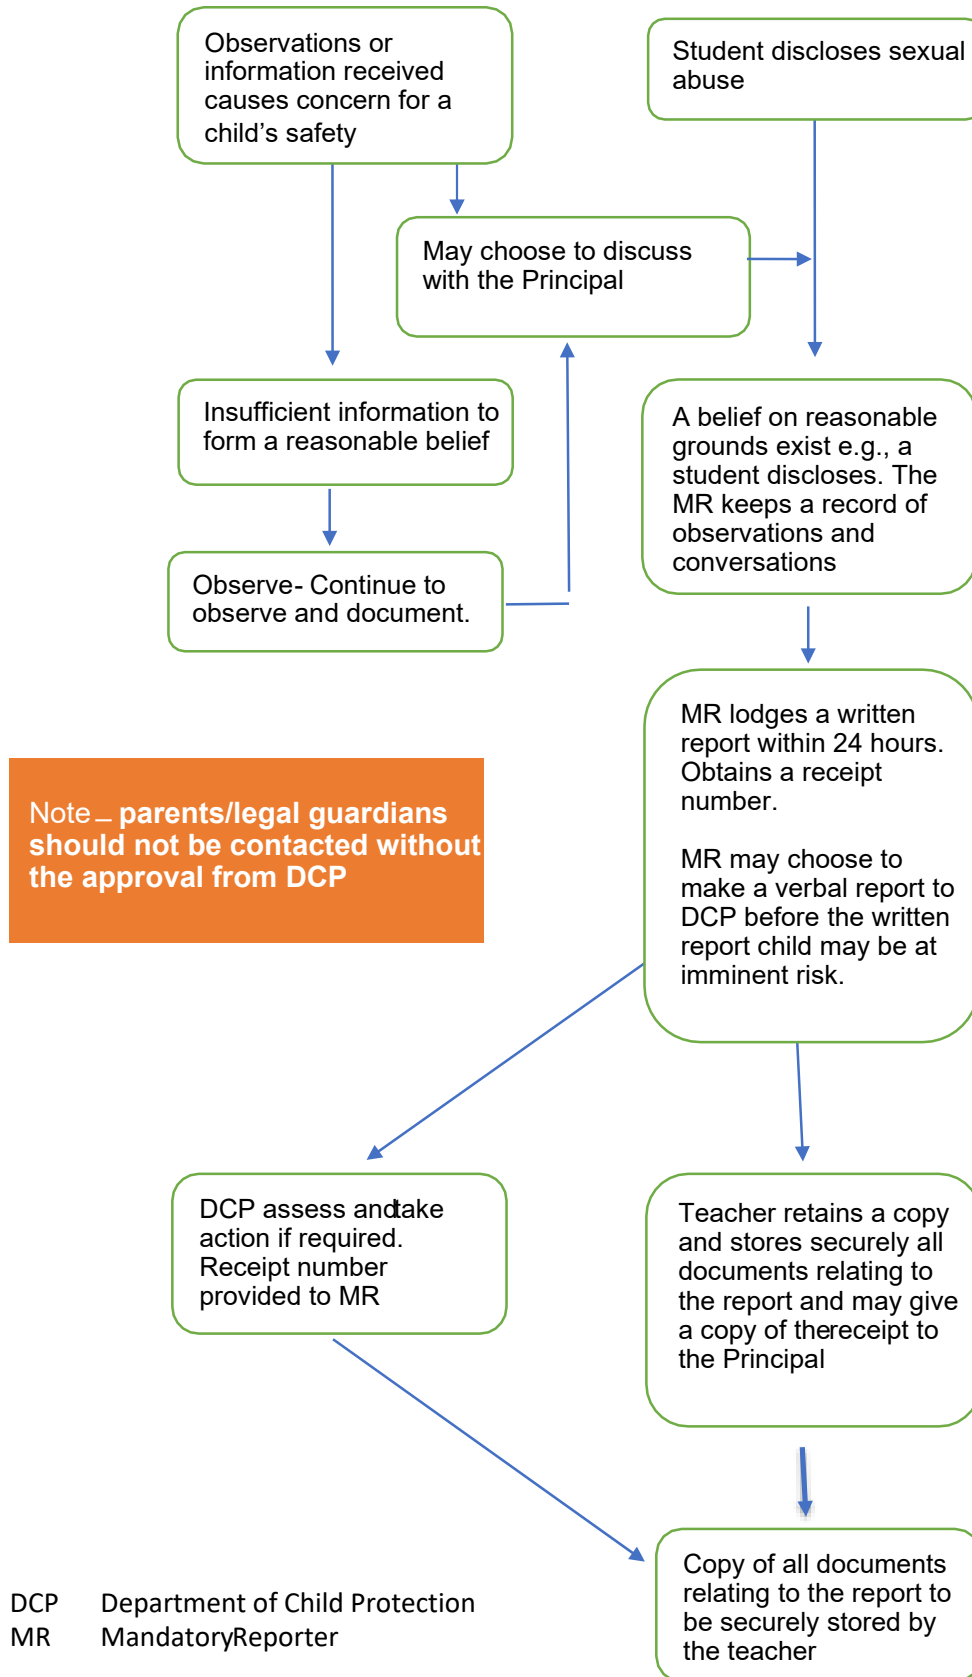 Observations or
information received
causes concern for a
child’s safety
Student discloses sexual
abuse
May choose to discuss
with the Principal
Insufficient information to
form a reasonable belief
A belief on reasonable
grounds exist e.g., a
student discloses. The
MR keeps a record of
observations and
conversations
Observe- Continue to
observe and document.
MR lodges a written
report within 24 hours.
Obtains a receipt
number.
MR may choose to
make a verbal report to
DCP before the written
report child may be at
imminent risk.
Note – parents/legal guardians
should not be contacted without
the approval from DCP
DCP assess andtake
action if required.
Receipt number
provided to MR
Teacher retains a copy
and stores securely all
documents relating to
the report and may give
a copy of thereceipt to
the Principal
Copy of all documents
relating to the report to
be securely stored by
the teacher
DCP Department of Child Protection
MR MandatoryReporter